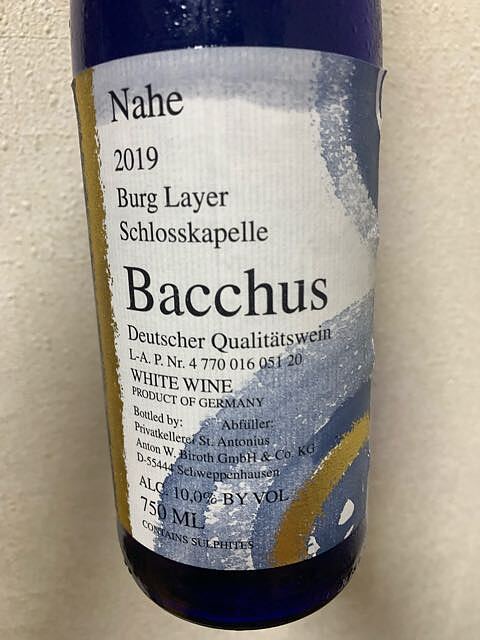 Nahe
2019
Burg Layer
Schlosskapelle
Bacchus
Deutscher Qualitätswein
L-A. P. Nr. 4 770 016 051 20
WHITE WINE
PRODUCT OF GERMANY
Bottled by: Abfüller:
Privatkellerei St. Antonius
Anton W. Biroth GmbH & Co. KG
D-55444 Schweppenhausen
ALC. 10,0% BY VOL
750 ML
CONTAINS SULPHITES